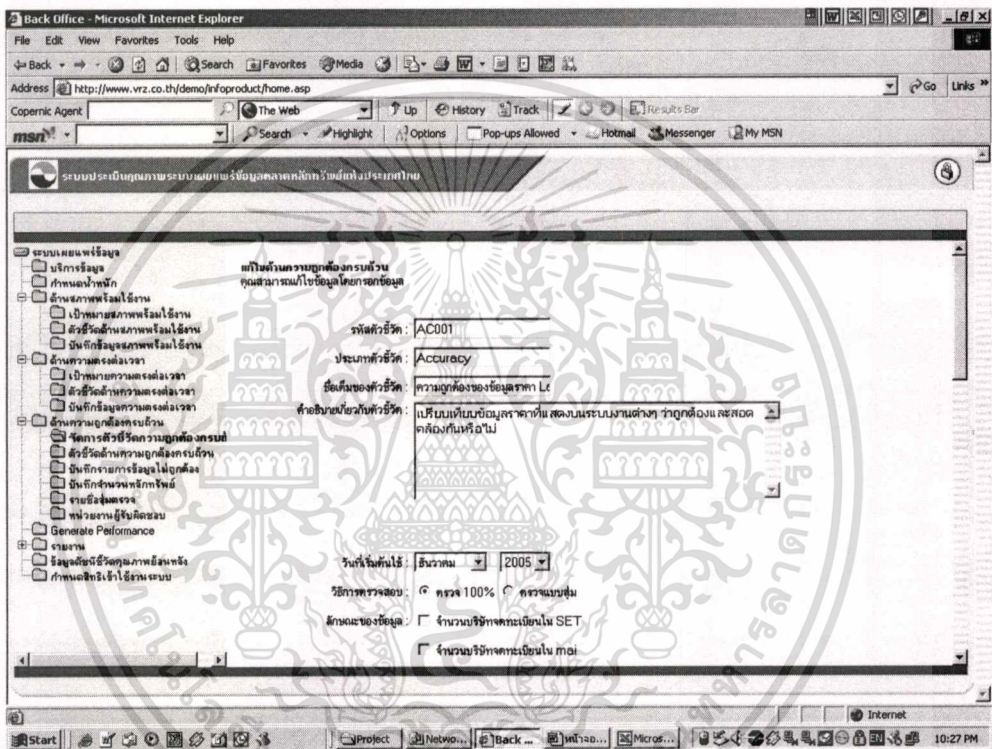 Back Office - Microsoft Internet Explorer
File Edit View Favorites Tools Help
Back Search Favorites Media
Address http://www.vrz.co.th/demo/infoproduct/home.asp Go Links
Copernic Agent The Web Up History Track Results Bar
msn Search Highlight Options Pop-ups Allowed Hotmail Messenger My MSN
ระบบประเมินคุณภาพระบบเผยแพร่ข้อมูลตลาดหลักทรัพย์แห่งประเทศไทย
ระบบเผยแพร่ข้อมูล
บริการข้อมูล
กำหนดน้ำหนัก
ด้านสภาพพร้อมใช้งาน
เป้าหมายสภาพพร้อมใช้งาน
ตัวชี้วัดด้านสภาพพร้อมใช้งาน
บันทึกข้อมูลสภาพพร้อมใช้งาน
ด้านความตรงต่อเวลา
เป้าหมายความตรงต่อเวลา
ตัวชี้วัดด้านความตรงต่อเวลา
บันทึกข้อมูลความตรงต่อเวลา
ด้านความถูกต้องครบถ้วน
จัดการตัวชี้วัดความถูกต้องครบถ้
ตัวชี้วัดด้านความถูกต้องครบถ้วน
บันทึกรายการข้อมูลไม่ถูกต้อง
บันทึกจำนวนหลักทรัพย์
รายชื่อสุ่มตรวจ
หน่วยงานผู้รับผิดชอบ
Generate Performance
รายงาน
ข้อมูลดัชนีชี้วัดคุณภาพย้อนหลัง
กำหนดสิทธิเข้าใช้งานระบบ
แก้ไขด้านความถูกต้องครบถ้วน
คุณสามารถแก้ไขข้อมูลโดยกรอกข้อมูล
รหัสตัวชี้วัด : AC001
ประเภทตัวชี้วัด : Accuracy
ชื่อเต็มของตัวชี้วัด : ความถูกต้องของข้อมูลราคา
คำอธิบายเกี่ยวกับตัวชี้วัด : เปรียบเทียบข้อมูลราคาที่แสดงบนระบบงานต่างๆ ว่าถูกต้องและสอด
คล้องกันหรือไม่
วันที่เริ่มต้นใช้ : ธันวาคม 2005
วิธีการตรวจสอบ : ตรวจ 100% ตรวจแบบสุ่ม
ลักษณะของข้อมูล : จำนวนบริษัทจดทะเบียนใน SET
จำนวนบริษัทจดทะเบียนใน mai
Internet
Start Project Netwo... Back ... หน้าจอ... Micros... 10:27 PM